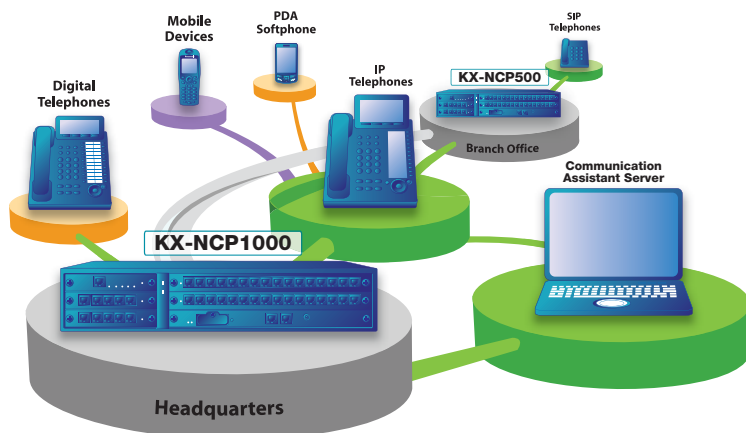 Mobile
Devices
PDA
Softphone
SIP
Telephones
IP
Telephones
KX-NCP500
Digital
Telephones
Branch Office
Communication
Assistant Server
KX-NCP1000
Headquarters